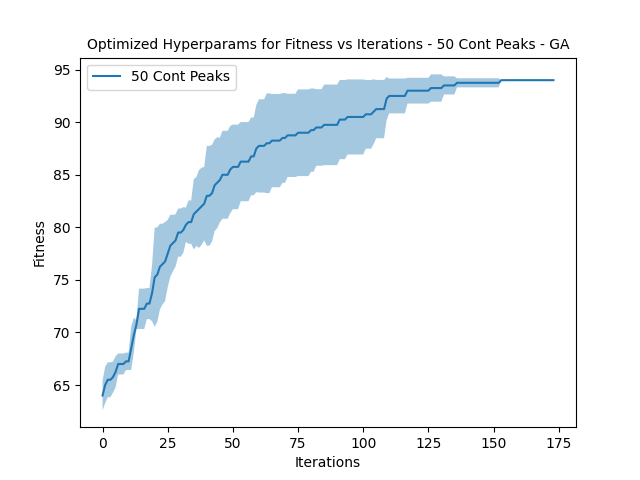 Optimized Hyperparams for Fitness vs Iterations - 50 Cont Peaks - GA
50 Cont Peaks
95
90
85
80
75
70
65
Fitness
0 25 50 75 100 125 150 175
Iterations